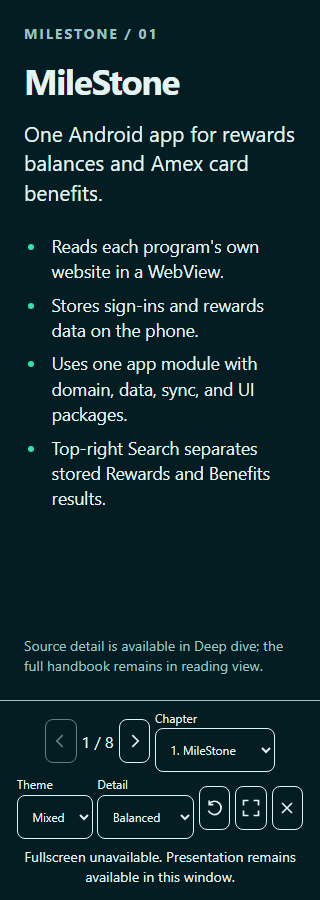 MILESTONE / 01
MileStone
One Android app for rewards
balances and Amex card
benefits.
Reads each program's own
website in a WebView.
Stores sign-ins and rewards
data on the phone.
Uses one app module with
domain, data, sync, and UI
packages.
Top-right Search separates
stored Rewards and Benefits
results.
Source detail is available in Deep dive; the
full handbook remains in reading view.
Chapter
1 / 8
1. MileStone
Theme
Detail
Mixed
Balanced
Fullscreen unavailable. Presentation remains
available in this window.